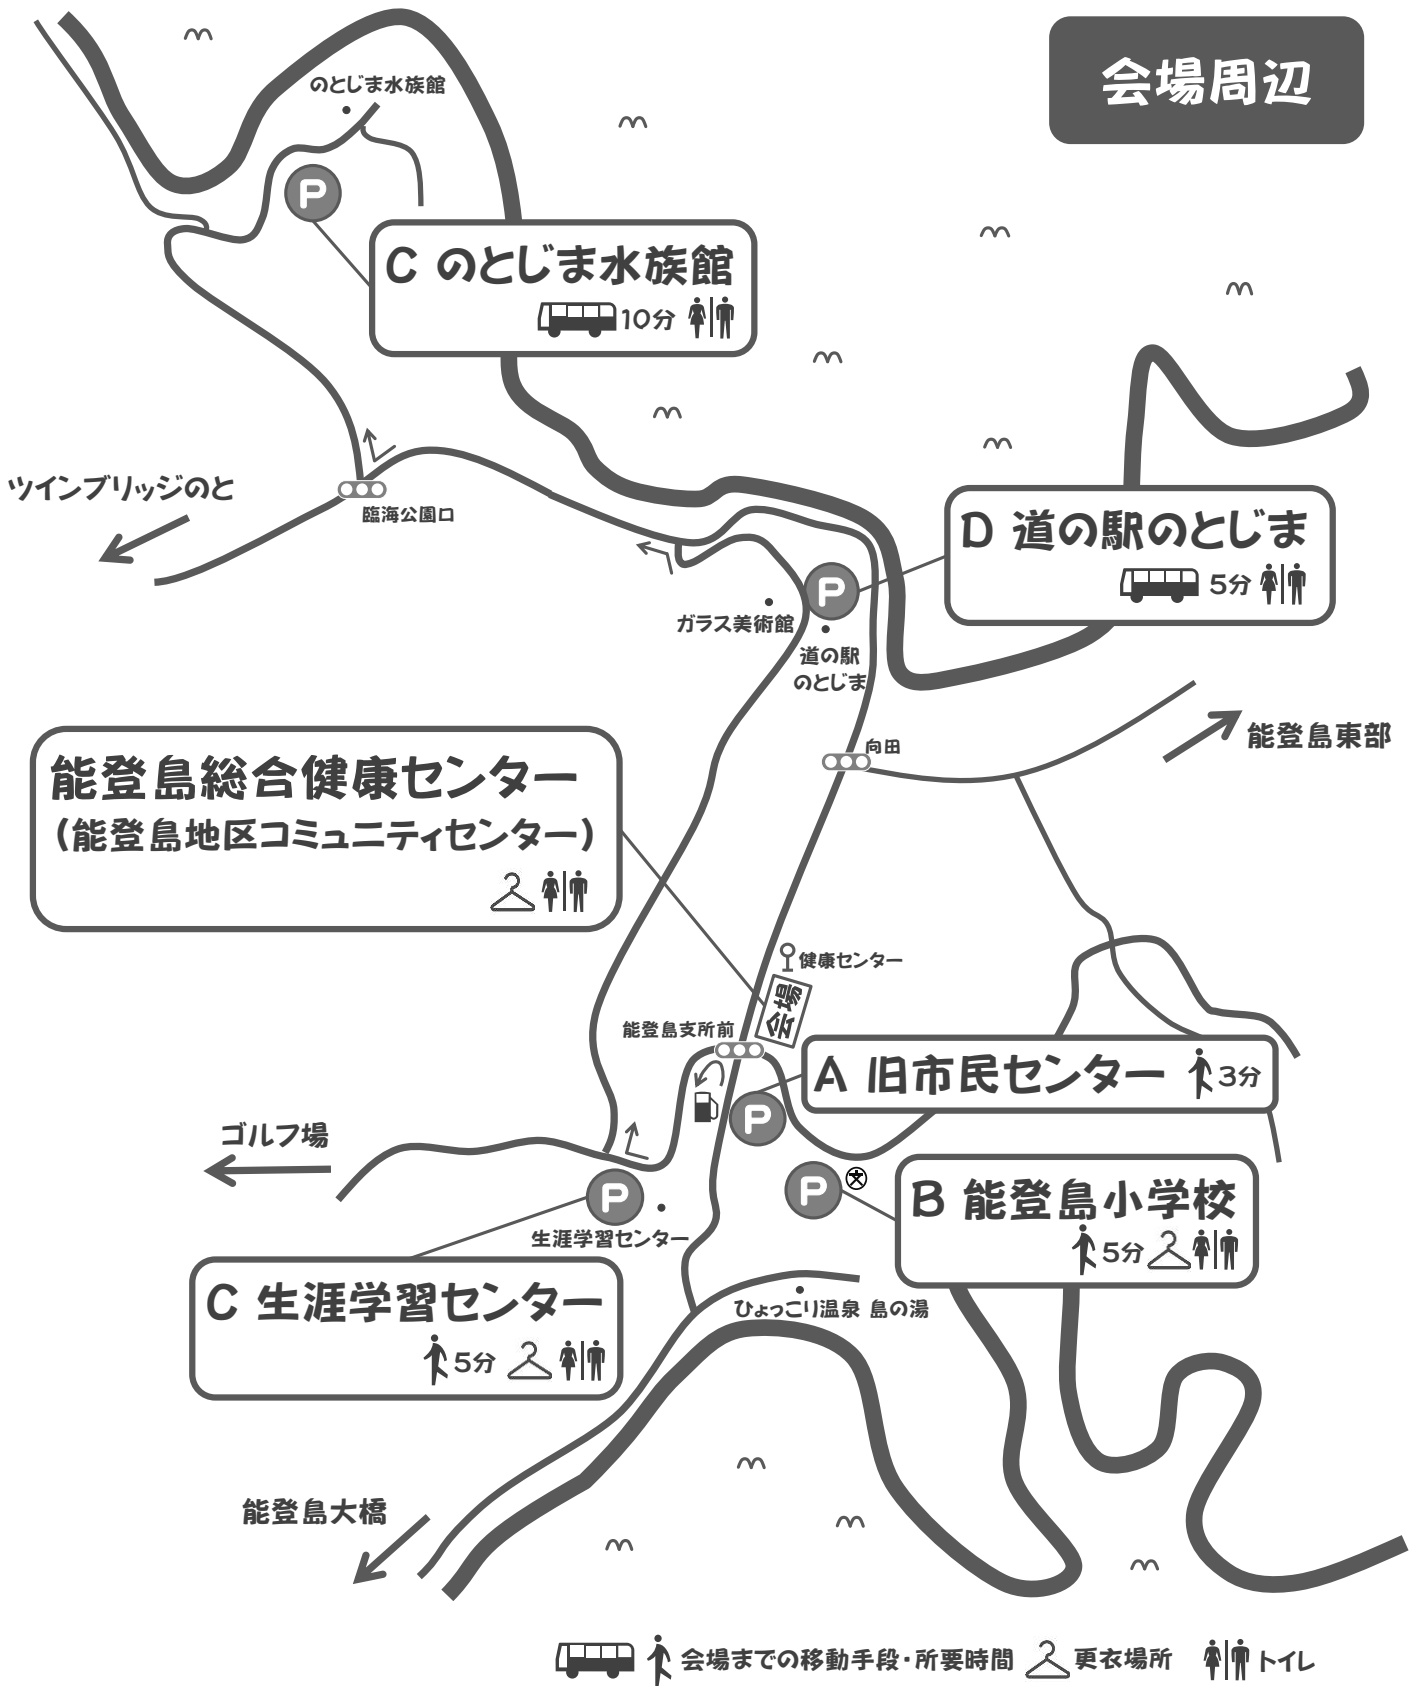 会場周辺
のとじま水族館
P
C のとじま水族館
10分
ツインブリッジのと
臨海公園口
D 道の駅のとじま
5分
P
ガラス美術館
道の駅
のとじま
向田
能登島東部
能登島総合健康センター
(能登島地区コミュニティセンター)
健康センター
会場
能登島支所前
A 旧市民センター
3分
P
ゴルフ場
P
文
B 能登島小学校
5分
P
生涯学習センター
C 生涯学習センター
5分
ひょっこり温泉 島の湯
能登島大橋
会場までの移動手段・所要時間
更衣場所
トイレ